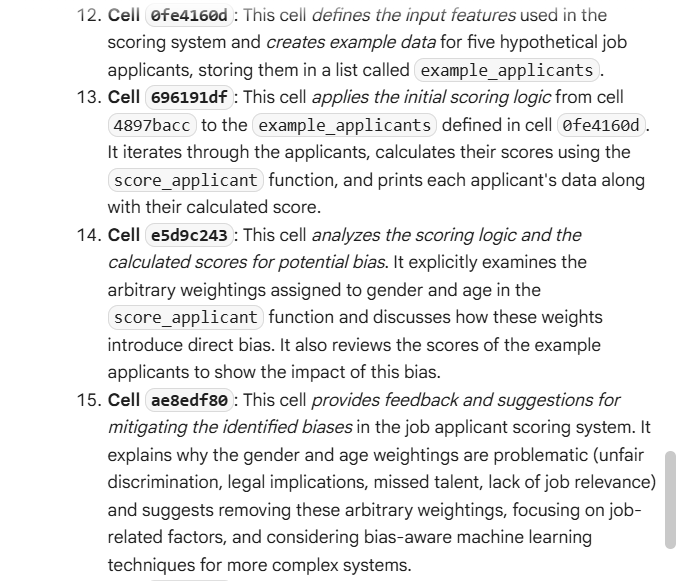 12. Cell 0fe4160d: This cell defines the input features used in the
scoring system and creates example data for five hypothetical job
applicants, storing them in a list called example_applicants.
13. Cell 696191df: This cell applies the initial scoring logic from cell
4897bacc to the example_applicants defined in cell 0fe4160d.
It iterates through the applicants, calculates their scores using the
score_applicant function, and prints each applicant's data along
with their calculated score.
14. Cell e5d9c243: This cell analyzes the scoring logic and the
calculated scores for potential bias. It explicitly examines the
arbitrary weightings assigned to gender and age in the
score_applicant function and discusses how these weights
introduce direct bias. It also reviews the scores of the example
applicants to show the impact of this bias.
15. Cell ae8edf80: This cell provides feedback and suggestions for
mitigating the identified biases in the job applicant scoring system. It
explains why the gender and age weightings are problematic (unfair
discrimination, legal implications, missed talent, lack of job relevance)
and suggests removing these arbitrary weightings, focusing on job-
related factors, and considering bias-aware machine learning
techniques for more complex systems.